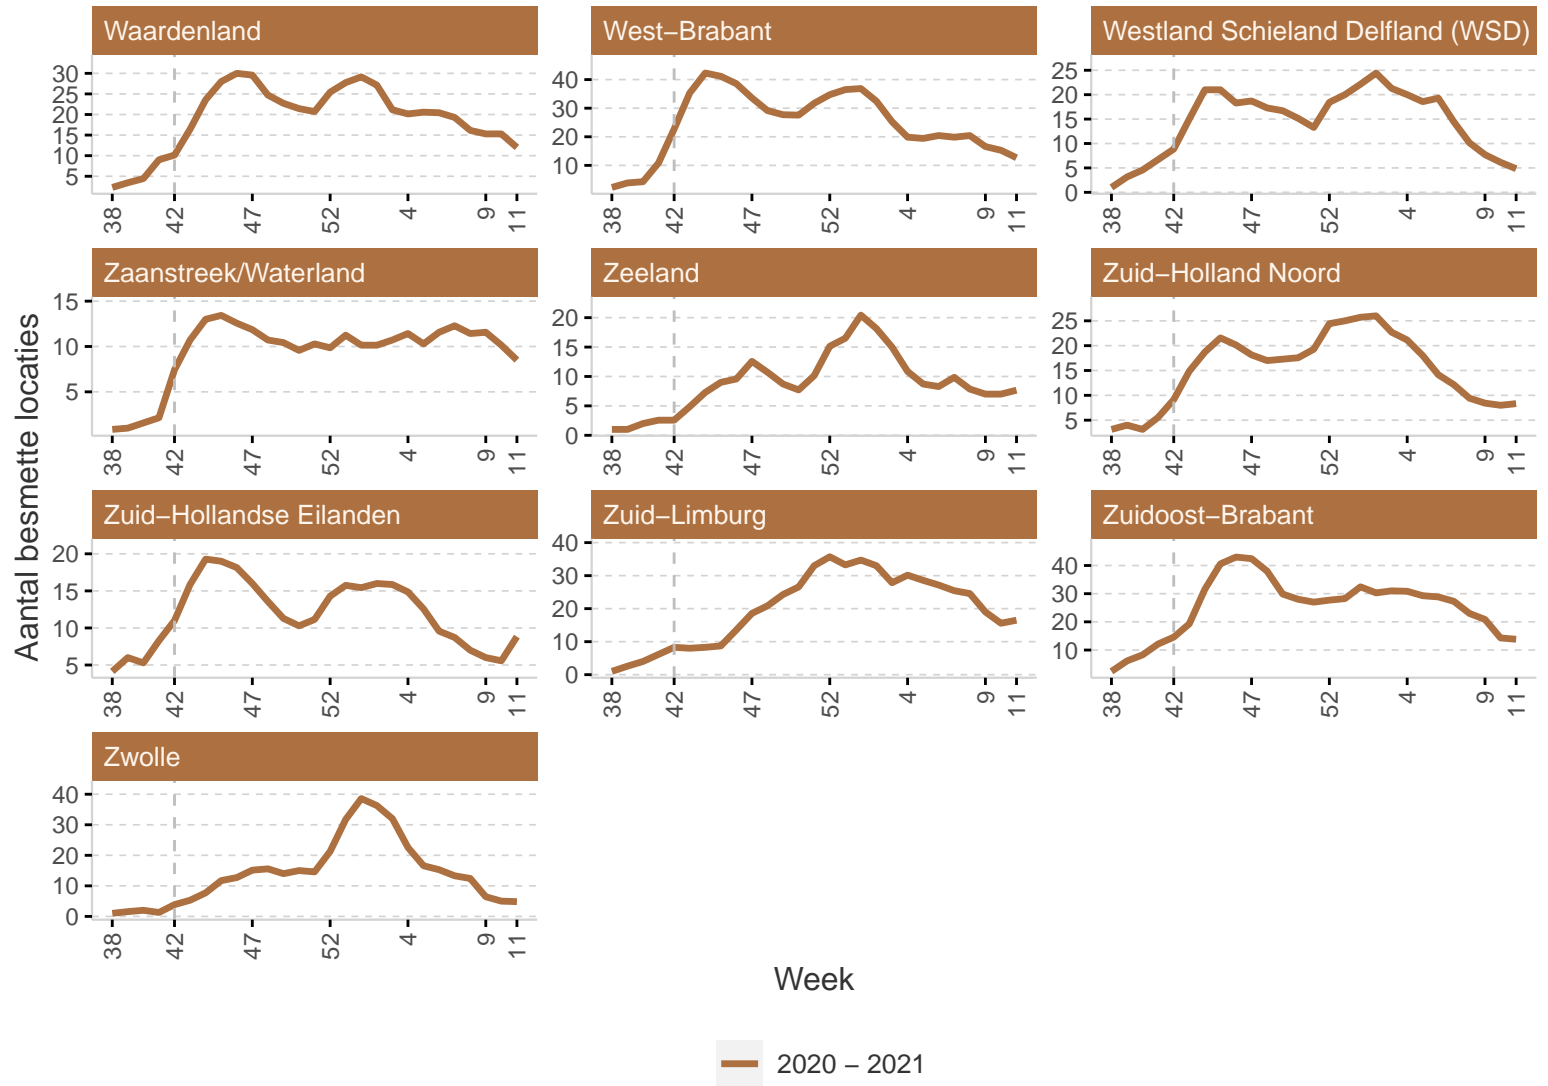 Waardenland
West−Brabant
Westland Schieland Delfland (WSD)
30
25
20
15
10
5
40
30
20
10
25
20
15
10
5
0
38 42 47 52 4 9 11
38 42 47 52 4 9 11
38 42 47 52 4 9 11
Zaanstreek/Waterland
Zeeland
Zuid−Holland Noord
15
10
5
20
15
10
5
0
25
20
15
10
5
38 42 47 52 4 9 11
38 42 47 52 4 9 11
38 42 47 52 4 9 11
Aantal besmette locaties
Zuid−Hollandse Eilanden
Zuid−Limburg
Zuidoost−Brabant
20
15
10
5
40
30
20
10
0
40
30
20
10
38 42 47 52 4 9 11
38 42 47 52 4 9 11
38 42 47 52 4 9 11
Zwolle
40
30
20
10
0
38 42 47 52 4 9 11
Week
2020 − 2021